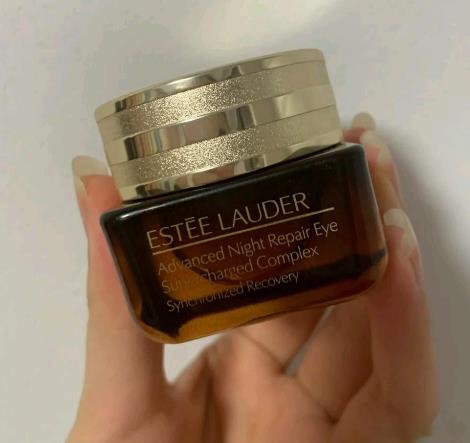 ESTĒE LAUDER
Advanced Night Repair Eye
Supercharged Complex
Synchronized Recovery